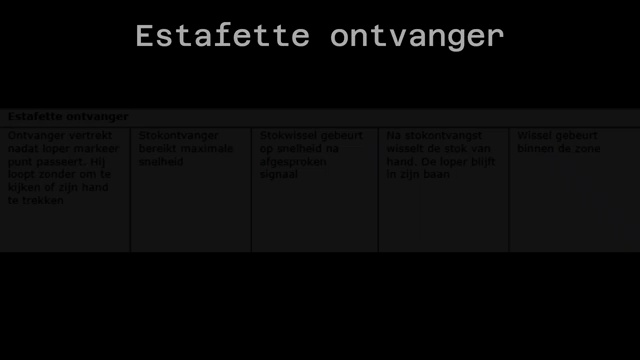 Estafette ontvanger
Estafette ontvanger
Ontvanger vertrekt
nadat loper markeer
punt passeert. Hij
loopt zonder om te
kijken of zijn hand
te trekken
Stokontvanger
bereikt maximale
snelheid
Stokwissel gebeurt
op snelheid na
afgesproken
signaal
Na stokontvangst
wisselt de stok van
hand. De loper blijft
in zijn baan
Wissel gebeurt
binnen de zone